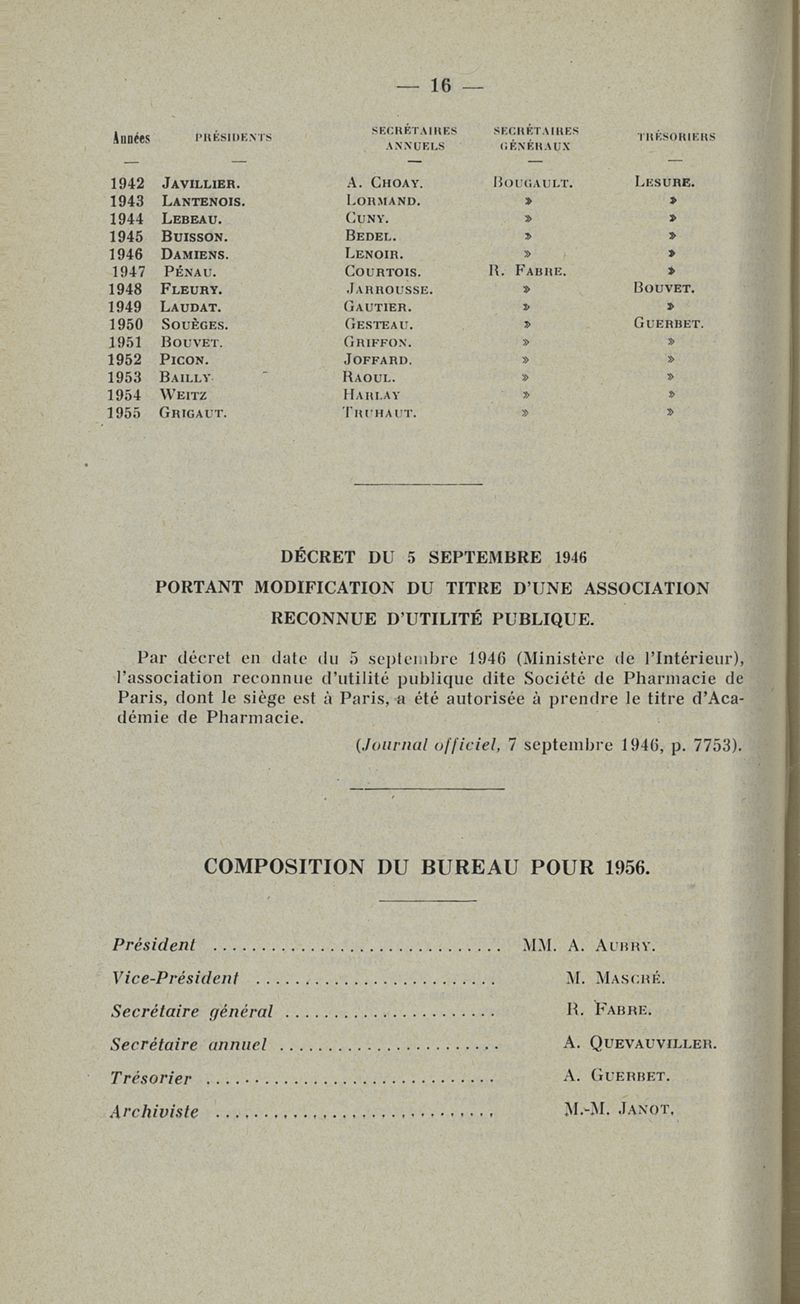 — 16 —
Années PRÉSIDENTS SECRÉTAIRES ANNUELS SECRÉTAIRES GÉNÉRAUX TRÉSORIERS
1942 JAVILLIER. A. CHOAY. BOUGAULT. LESURE.
1943 LANTENOIS. LORMAND. » »
1944 LEBEAU. CUNY. » »
1945 BUISSON. BEDEL. » »
1946 DAMIENS. LENOIR. » »
1947 PÉNAU. COURTOIS. R. FABRE. »
1948 FLEURY. JARROUSSE. » BOUVET.
1949 LAUDAT. GAUTIER. » »
1950 SOUÈGES. GESTEAU. » GUERBET.
1951 BOUVET. GRIFFON. » »
1952 PICON. JOFFARD. » »
1953 BAILLY RAOUL. » »
1954 WEITZ HARLAY » »
1955 GRIGAUT. TRUHAUT. » »
DÉCRET DU 5 SEPTEMBRE 1946
PORTANT MODIFICATION DU TITRE D'UNE ASSOCIATION
RECONNUE D'UTILITÉ PUBLIQUE.
Par décret en date du 5 septembre 1946 (Ministère de l'Intérieur),
l'association reconnue d'utilité publique dite Société de Pharmacie de
Paris, dont le siège est à Paris, a été autorisée à prendre le titre d'Aca-
démie de Pharmacie.
(Journal officiel, 7 septembre 1946, p. 7753).
COMPOSITION DU BUREAU POUR 1956.
Président .............................. MM. A. AUBRY.
Vice-Président ......................... M. MASCRÉ.
Secrétaire général ...................... R. FABRE.
Secrétaire annuel ....................... A. QUEVAUVILLER.
Trésorier .............................. A. GUERBET.
Archiviste ............................. M.-M. JANOT.